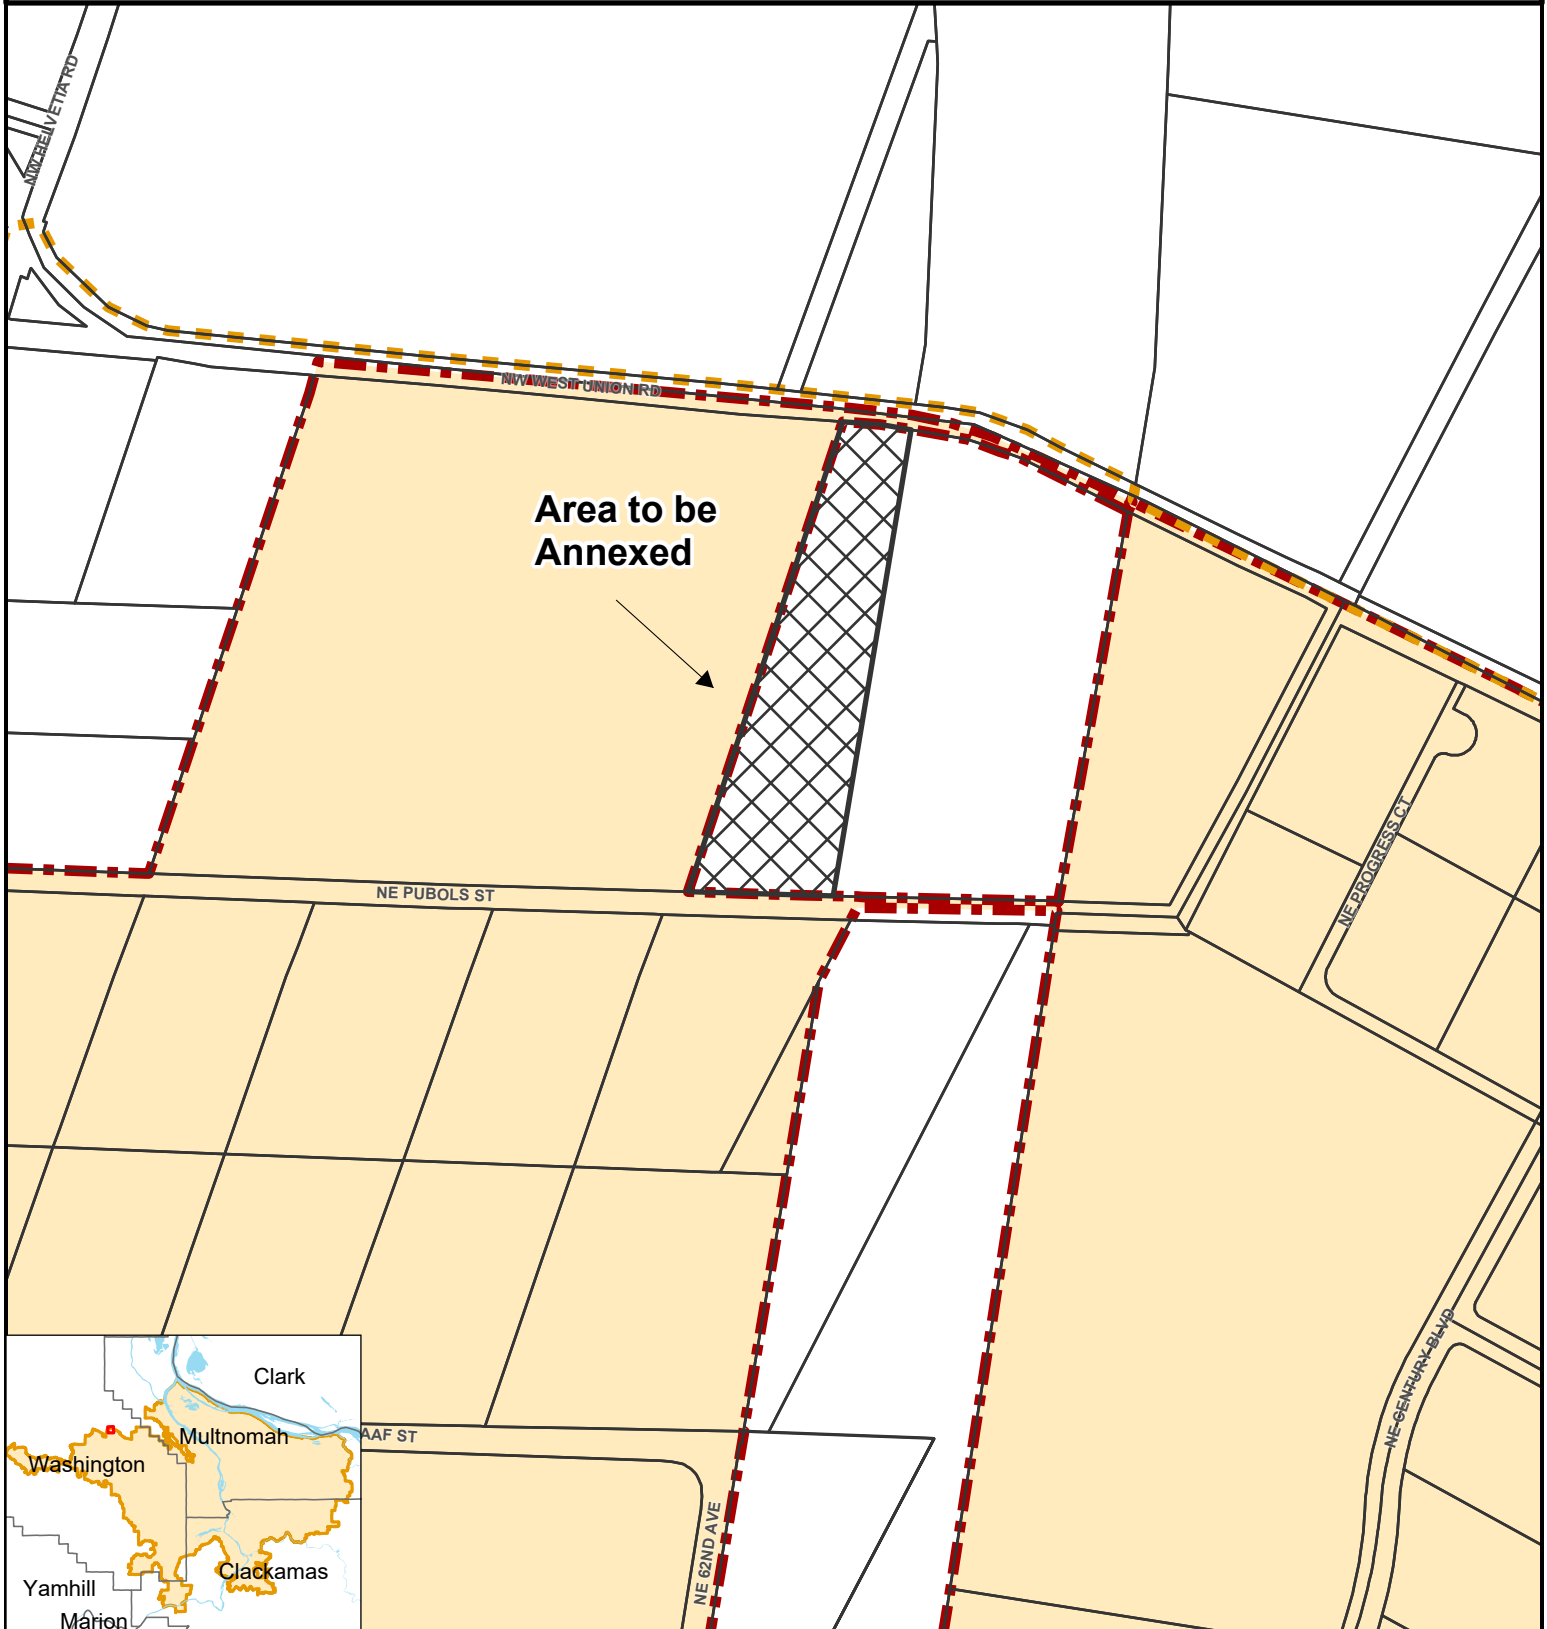 NW HELVETIA RD
NW WEST UNION RD
Area to be
Annexed
NE PUBOLS ST
NE PROGRESS CT
NE CENTURY BLVD
AAF ST
NE 62ND AVE
Clark
Multnomah
Washington
Clackamas
Yamhill
Marion